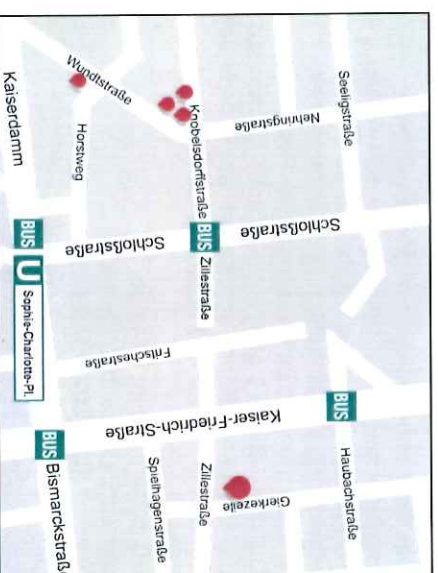 Wundtstraße
Kaiserdamm
Horstweg
Knobelsdorffstraße
Nehringstraße
Seeligstraße
BUS
U Sophie-Charlotte-Pl.
Schloßstraße
BUS
Zillestraße
Schloßstraße
Fritschestraße
Kaiser-Friedrich-Straße
BUS
BUS
Bismarckstraß
Spielhagenstraße
Zillestraße
Gierkezeile
Haubachstraße